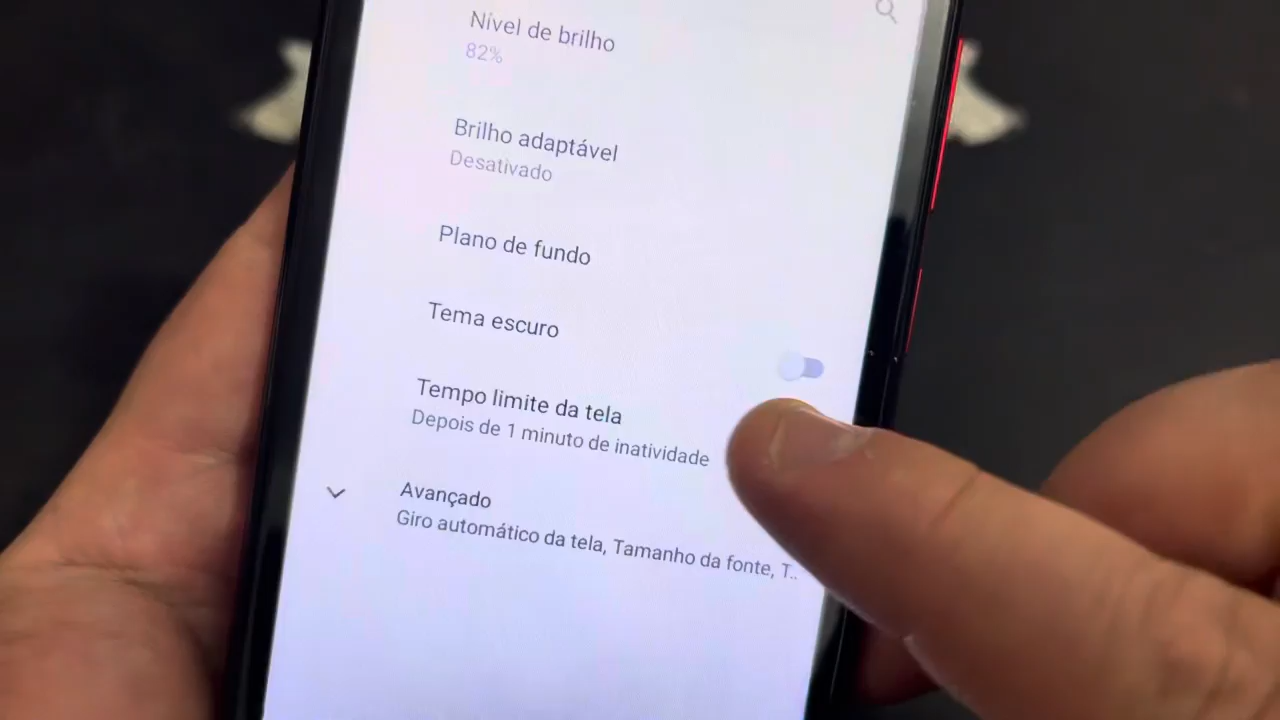 Nível de brilho
82%
Brilho adaptável
Desativado
Plano de fundo
Tema escuro
Tempo limite da tela
Depois de 1 minuto de inatividade
Avançado
Giro automático da tela, Tamanho da fonte, T..